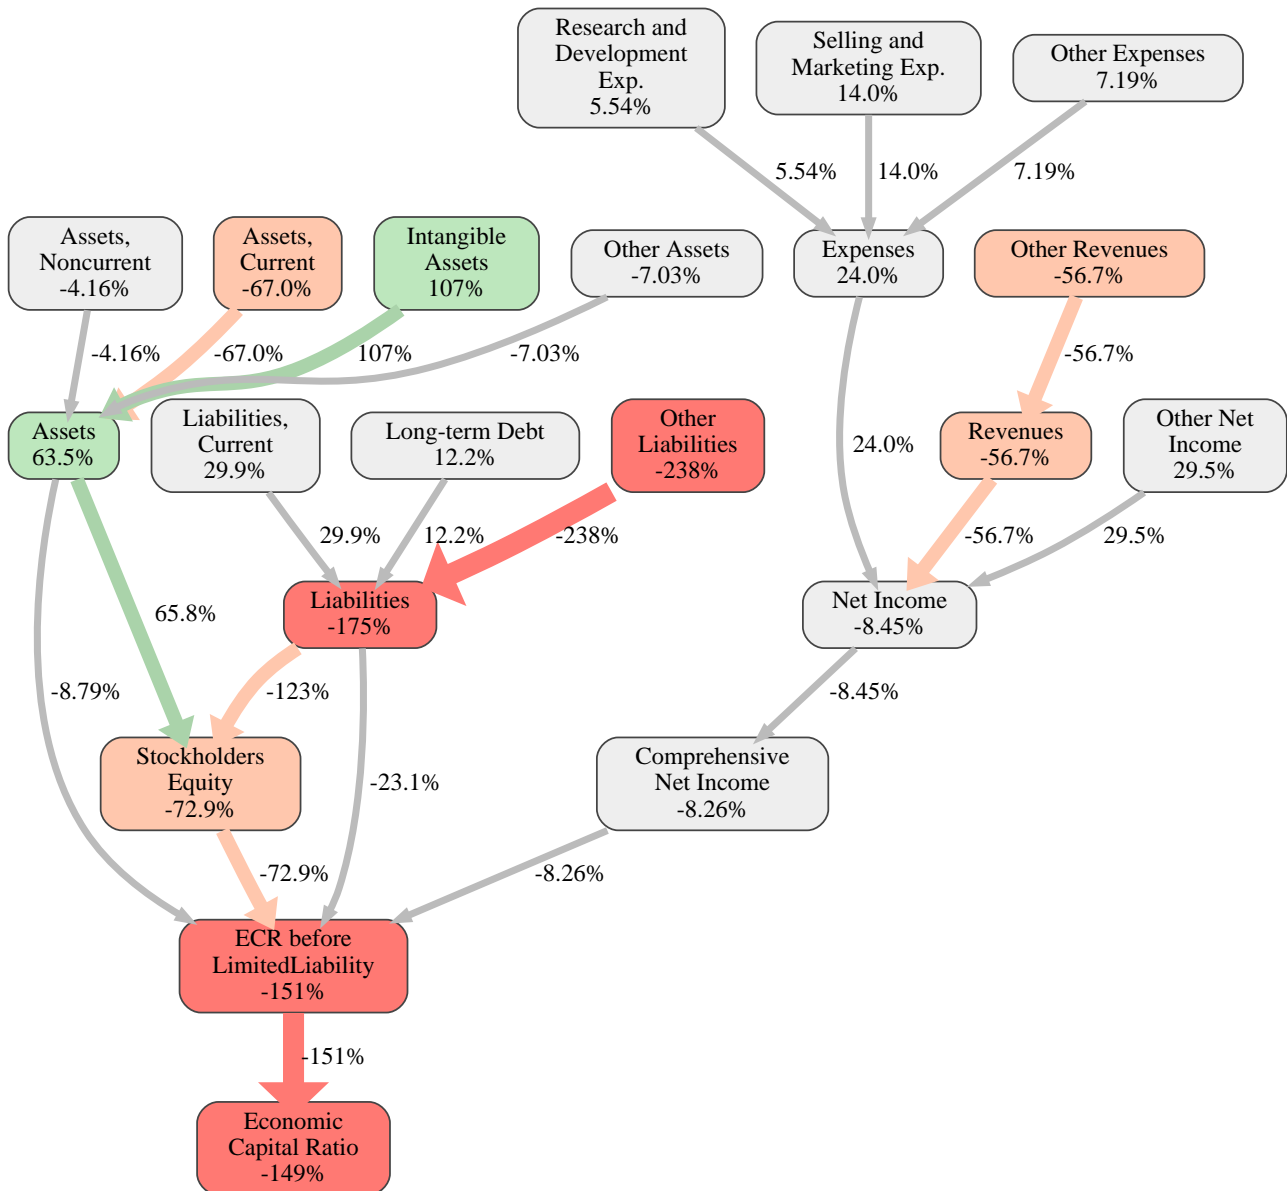 Research and
Development
Exp.
5.54%
Selling and
Marketing Exp.
14.0%
Other Expenses
7.19%
5.54%
14.0%
7.19%
Assets,
Noncurrent
-4.16%
Assets,
Current
-67.0%
Intangible
Assets
107%
Other Assets
-7.03%
Expenses
24.0%
Other Revenues
-56.7%
-4.16%
-67.0%
107%
-7.03%
-56.7%
Assets
63.5%
Liabilities,
Current
29.9%
Long-term Debt
12.2%
Other
Liabilities
-238%
24.0%
Revenues
-56.7%
Other Net
Income
29.5%
29.9%
12.2%
-238%
-56.7%
29.5%
Liabilities
-175%
Net Income
-8.45%
65.8%
-8.79%
-123%
-8.45%
Stockholders
Equity
-72.9%
-23.1%
Comprehensive
Net Income
-8.26%
-72.9%
-8.26%
ECR before
LimitedLiability
-151%
-151%
Economic
Capital Ratio
-149%